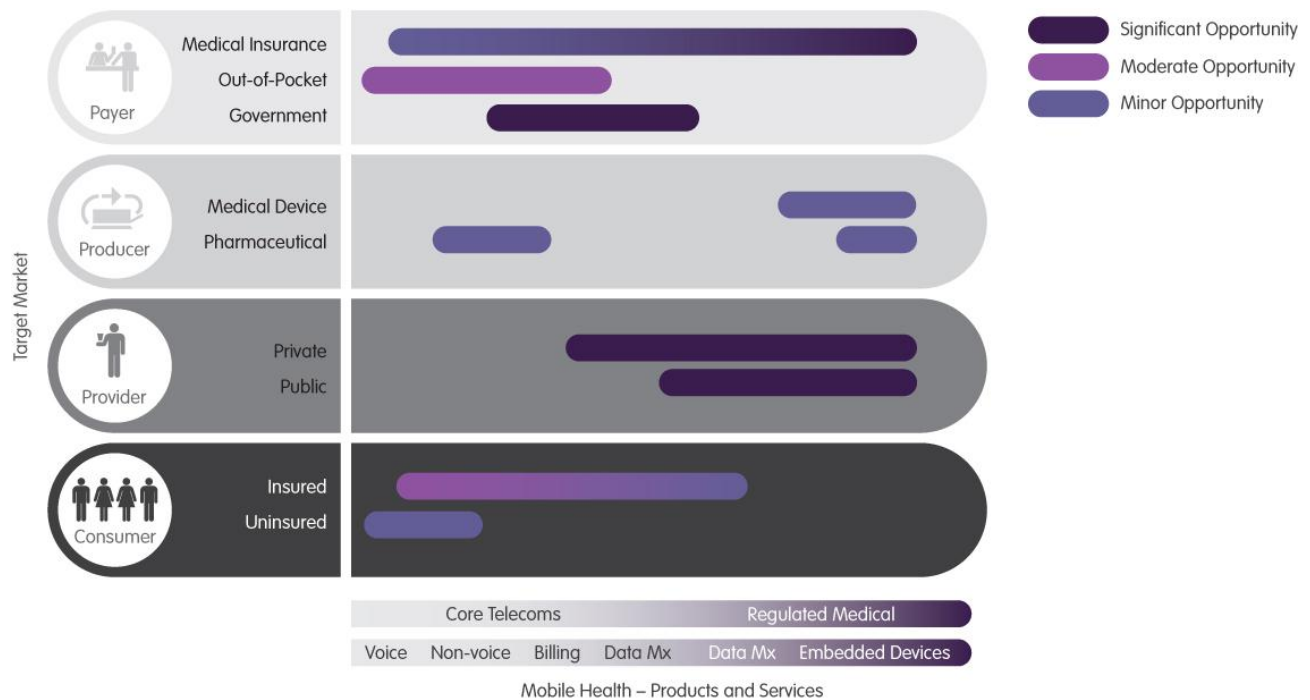 Medical Insurance
Out-of-Pocket
Government
Payer
Medical Device
Pharmaceutical
Producer
Private
Public
Provider
Insured
Uninsured
Consumer
Target Market
Significant Opportunity
Moderate Opportunity
Minor Opportunity
Core Telecoms Regulated Medical
Voice Non-voice Billing Data Mx Data Mx Embedded Devices
Mobile Health – Products and Services